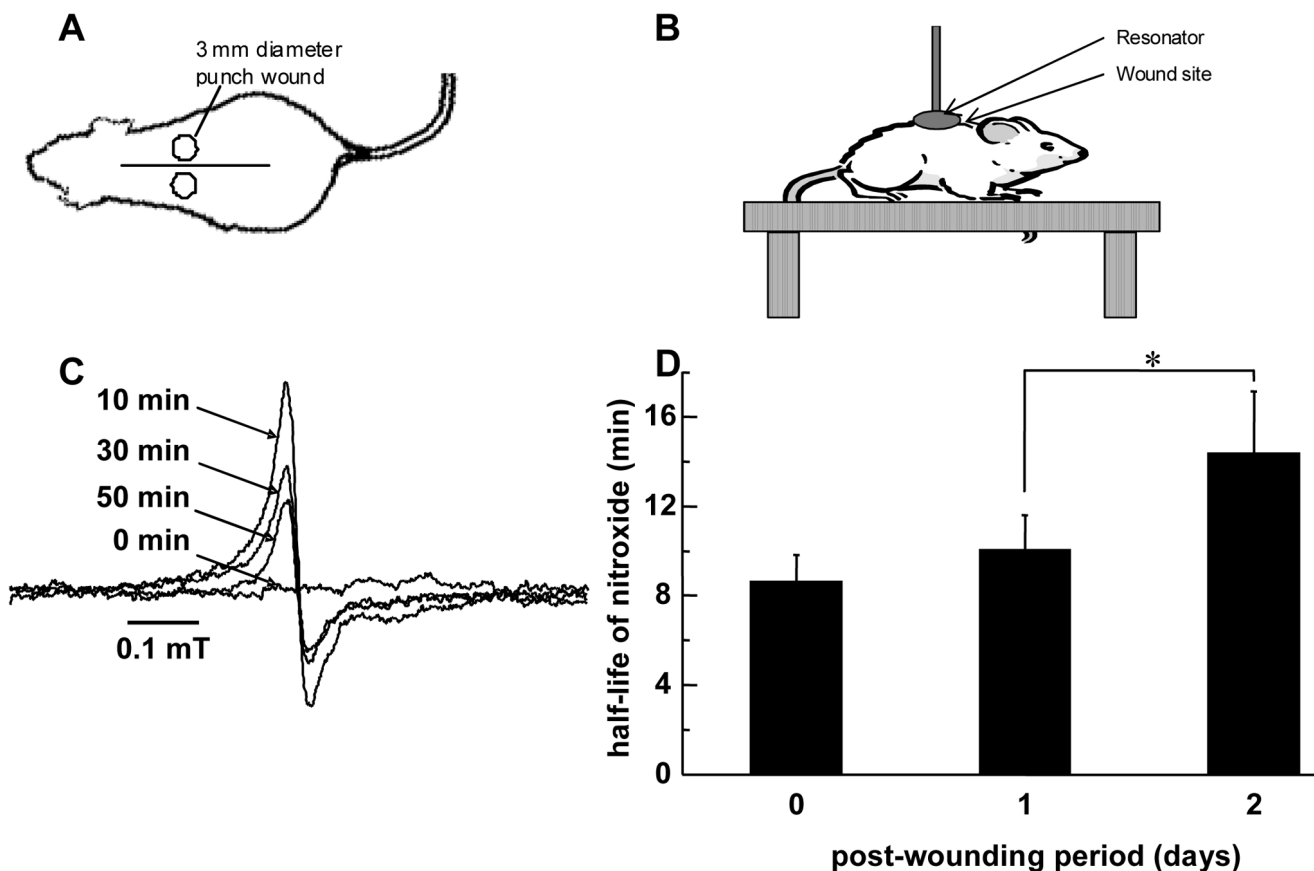 A
3 mm diameter
punch wound
B
Resonator
Wound site
C
10 min
30 min
50 min
0 min
0.1 mT
D
*
half-life of nitroxide (min)
16
12
8
4
0
0 1 2
post-wounding period (days)